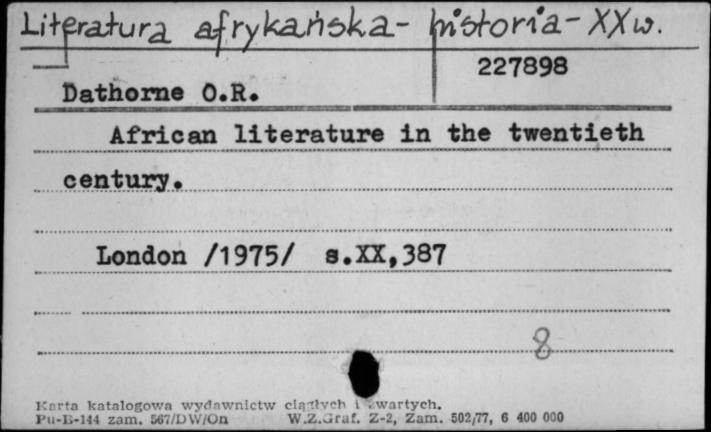 Literatura afrykańska - historia - XX w.
227898
Dathorne O.R.
African literature in the twentieth
century.
London /1975/ s.XX,387
8
Karta katalogowa wydawnictw ciągłych i zwartych.
Pu-B-144 zam. 567/DW/On W.Z.Graf. Z-2, Zam. 502/77, 6 400 000